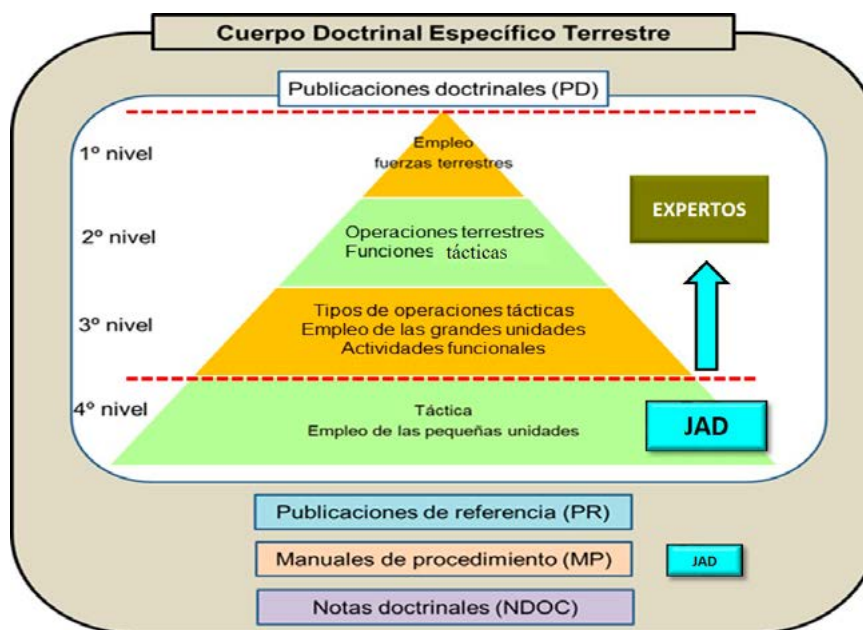 Cuerpo Doctrinal Específico Terrestre
Publicaciones doctrinales (PD)
1º nivel
Empleo
fuerzas terrestres
EXPERTOS
2º nivel
Operaciones terrestres
Funciones tácticas
3º nivel
Tipos de operaciones tácticas
Empleo de las grandes unidades
Actividades funcionales
4º nivel
Táctica
Empleo de las pequeñas unidades
JAD
Publicaciones de referencia (PR)
Manuales de procedimiento (MP)
JAD
Notas doctrinales (NDOC)